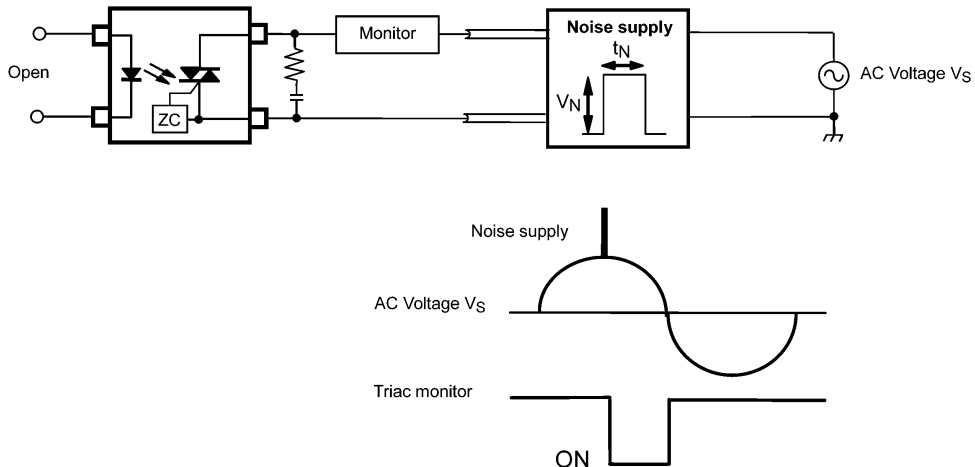 Open
ZC
Monitor
Noise supply
tN
VN
AC Voltage VS
Noise supply
AC Voltage VS
Triac monitor
ON